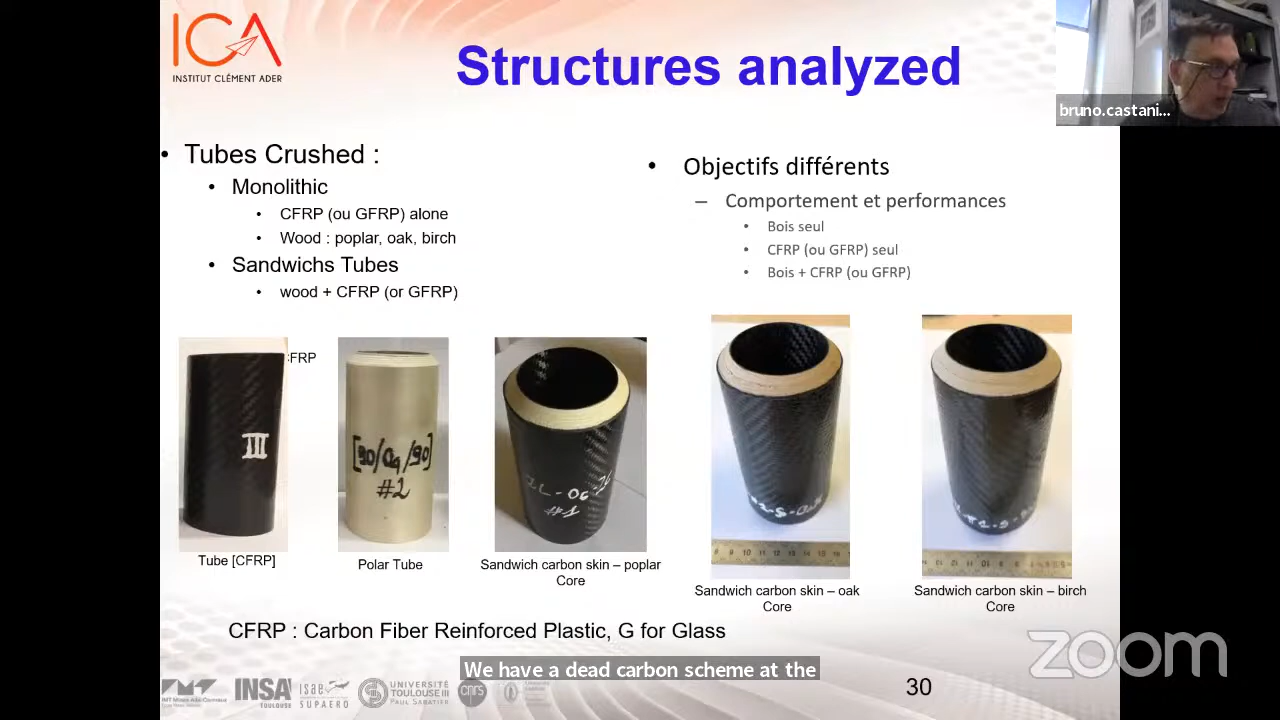 ICA
INSTITUT CLÉMENT ADER
Structures analyzed
bruno.castani...
• Tubes Crushed :
• Monolithic
• CFRP (ou GFRP) alone
• Wood : poplar, oak, birch
• Sandwichs Tubes
• wood + CFRP (or GFRP)
• Objectifs différents
– Comportement et performances
• Bois seul
• CFRP (ou GFRP) seul
• Bois + CFRP (ou GFRP)
CFRP
III
[90/0₄/90]
#2
Tube [CFRP]
Polar Tube
Sandwich carbon skin – poplar
Core
Sandwich carbon skin – oak
Core
Sandwich carbon skin – birch
Core
CFRP : Carbon Fiber Reinforced Plastic, G for Glass
We have a dead carbon scheme at the
zoom
INSA
TOULOUSE
isae
SUPAERO
UNIVERSITÉ
TOULOUSE III
PAUL SABATIER
cnrs
30